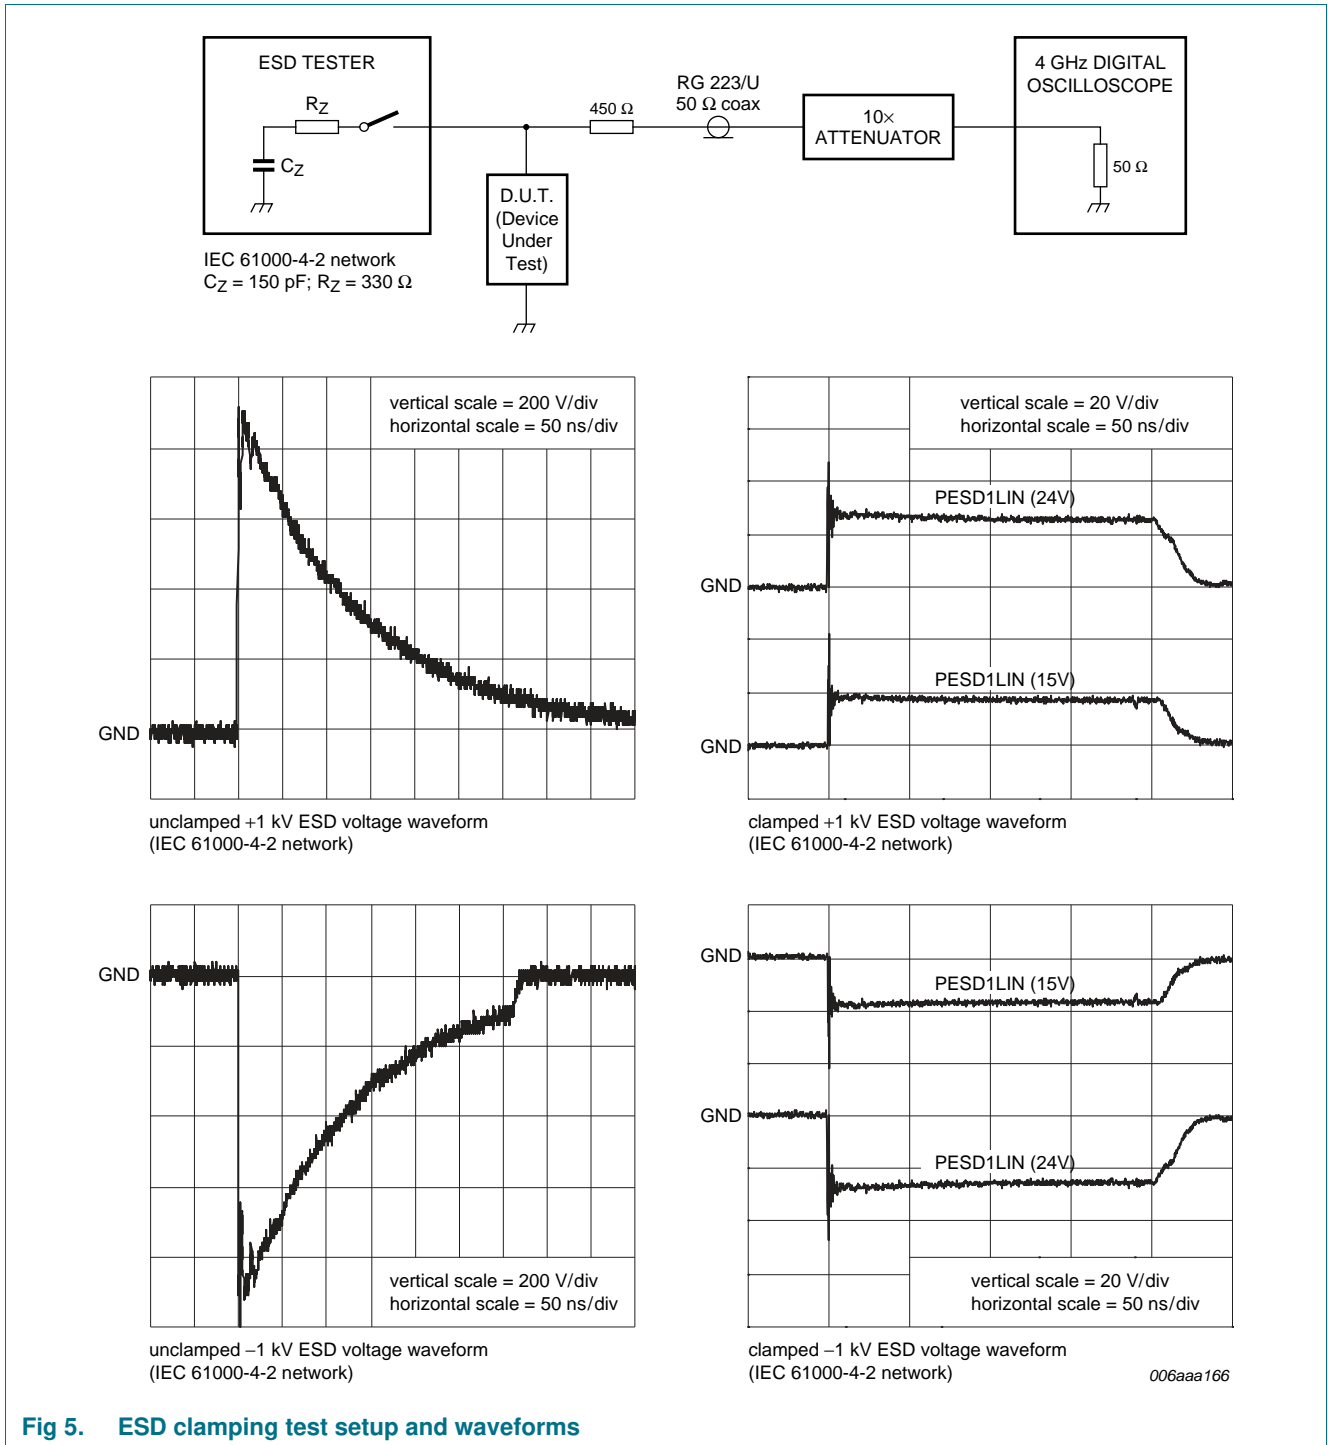 ESD TESTER
RZ
CZ
IEC 61000-4-2 network
CZ = 150 pF; RZ = 330 Ω
D.U.T.
(Device
Under
Test)
450 Ω
RG 223/U
50 Ω coax
10×
ATTENUATOR
4 GHz DIGITAL
OSCILLOSCOPE
50 Ω
vertical scale = 200 V/div
horizontal scale = 50 ns/div
GND
unclamped +1 kV ESD voltage waveform
(IEC 61000-4-2 network)
vertical scale = 20 V/div
horizontal scale = 50 ns/div
PESD1LIN (24V)
GND
PESD1LIN (15V)
GND
clamped +1 kV ESD voltage waveform
(IEC 61000-4-2 network)
GND
vertical scale = 200 V/div
horizontal scale = 50 ns/div
unclamped −1 kV ESD voltage waveform
(IEC 61000-4-2 network)
GND
PESD1LIN (15V)
GND
PESD1LIN (24V)
vertical scale = 20 V/div
horizontal scale = 50 ns/div
clamped −1 kV ESD voltage waveform
(IEC 61000-4-2 network)
006aaa166
Fig 5. ESD clamping test setup and waveforms